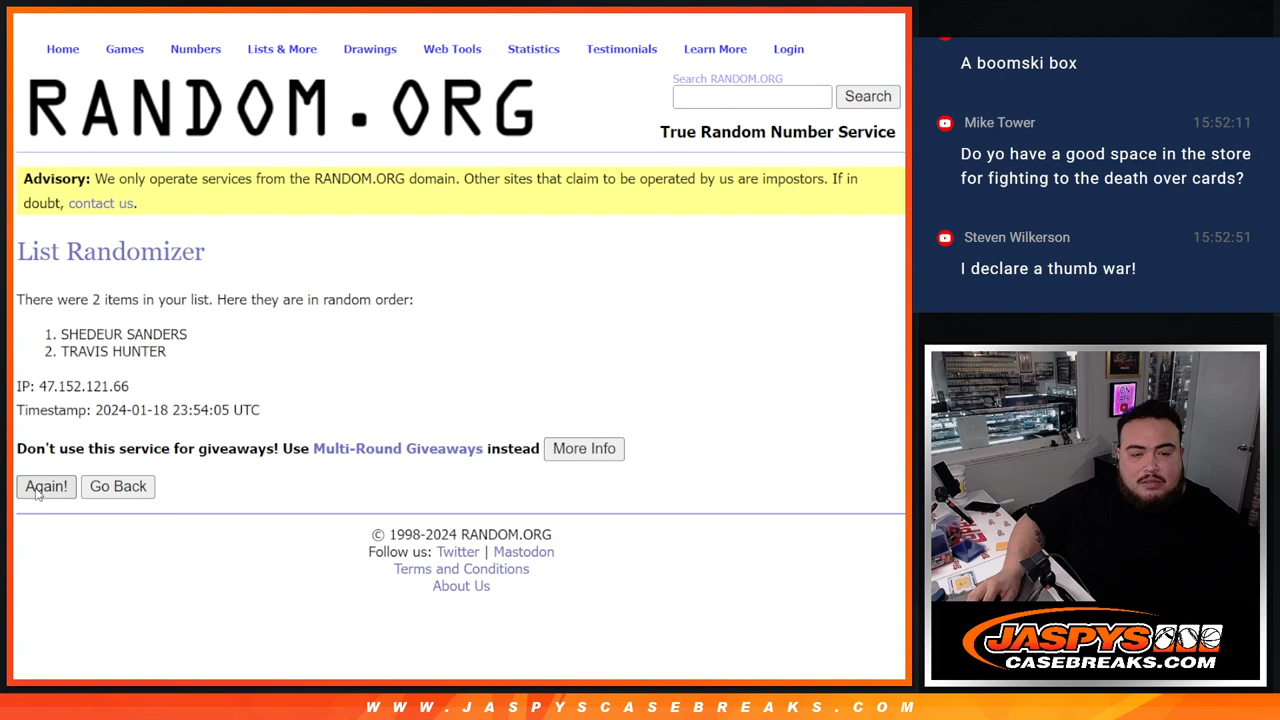 Home Games Numbers Lists & More Drawings Web Tools Statistics Testimonials Learn More Login
RANDOM.ORG
Search RANDOM.ORG
Search
True Random Number Service
Advisory: We only operate services from the RANDOM.ORG domain. Other sites that claim to be operated by us are impostors. If in
doubt, contact us.
List Randomizer
There were 2 items in your list. Here they are in random order:
1. SHEDEUR SANDERS
2. TRAVIS HUNTER
IP: 47.152.121.66
Timestamp: 2024-01-18 23:54:05 UTC
Don't use this service for giveaways! Use Multi-Round Giveaways instead More Info
Again! Go Back
© 1998-2024 RANDOM.ORG
Follow us: Twitter | Mastodon
Terms and Conditions
About Us
A boomski box
Mike Tower 15:52:11
Do yo have a good space in the store
for fighting to the death over cards?
Steven Wilkerson 15:52:51
I declare a thumb war!
ON
AIR
JASPYS
CASEBREAKS.COM
WWW.JASPYSCASEBREAKS.COM